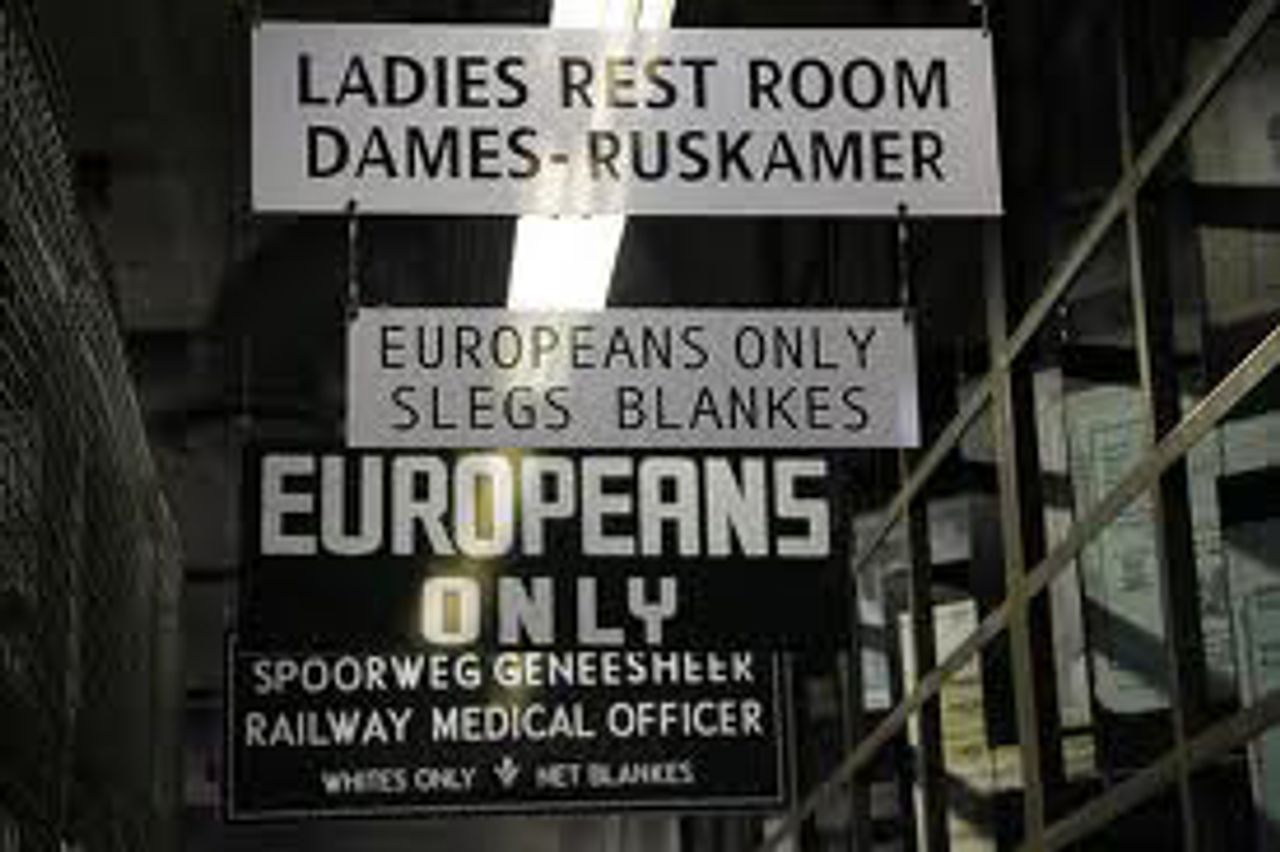 LADIES REST ROOM
DAMES-RUSKAMER
EUROPEANS ONLY
SLEGS BLANKES
EUROPEANS
ONLY
SPOORWEG GENEESHEER
RAILWAY MEDICAL OFFICER
WHITES ONLY NET BLANKES